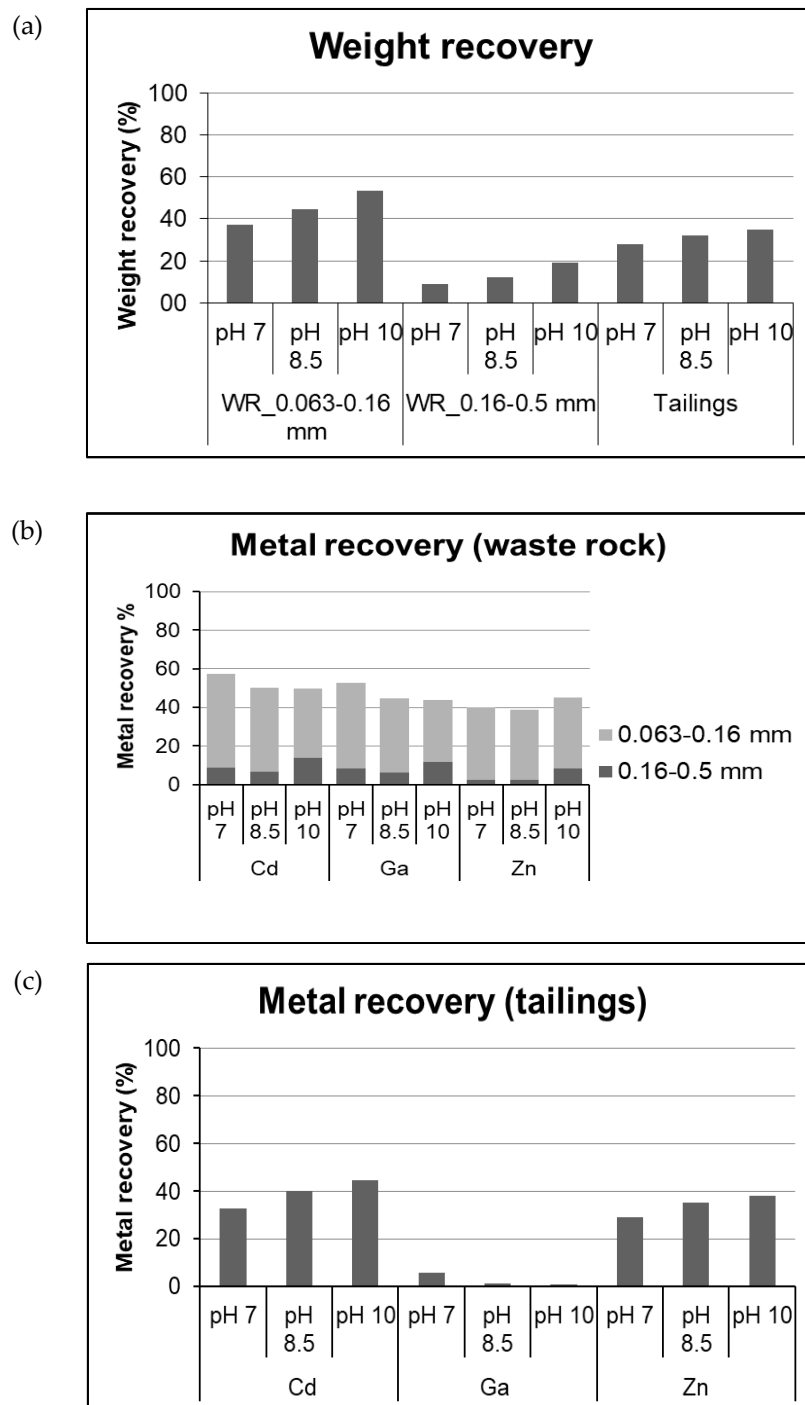 (a)
Weight recovery
Weight recovery (%)
100
80
60
40
20
00
pH 7 pH 8.5 pH 10 pH 7 pH 8.5 pH 10 pH 7 pH 8.5 pH 10
WR_0.063-0.16 mm WR_0.16-0.5 mm Tailings
(b)
Metal recovery (waste rock)
Metal recovery %
100
80
60
40
20
0
pH 7 pH 8.5 pH 10 pH 7 pH 8.5 pH 10 pH 7 pH 8.5 pH 10
Cd Ga Zn
0.063-0.16 mm
0.16-0.5 mm
(c)
Metal recovery (tailings)
Metal recovery (%)
100
80
60
40
20
0
pH 7 pH 8.5 pH 10 pH 7 pH 8.5 pH 10 pH 7 pH 8.5 pH 10
Cd Ga Zn